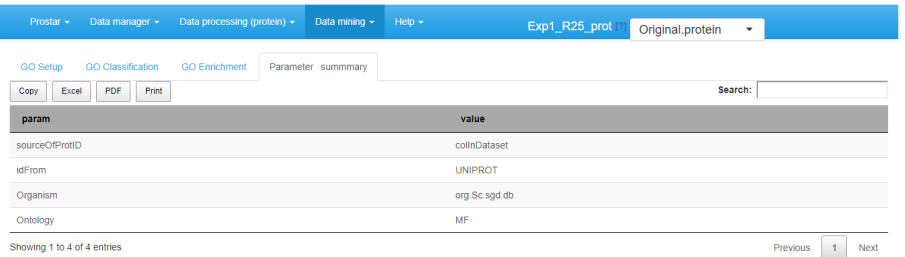 Prostar Data manager Data processing (protein) Data mining Help Exp1_R25_prot [?] Original.protein
GO Setup GO Classification GO Enrichment Parameter summmary
Copy Excel PDF Print Search:
param value
sourceOfProtID colInDataset
idFrom UNIPROT
Organism org.Sc.sgd.db
Ontology MF
Showing 1 to 4 of 4 entries Previous 1 Next